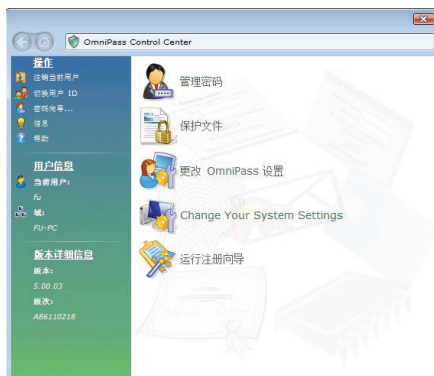 OmniPass Control Center
操作
注销当前用户
切换用户 ID
密码向导...
信息
帮助
用户信息
当前用户:
fu
域:
FU-PC
版本详细信息
版本:
5.00.03
版次:
AB6110218
管理密码
保护文件
更改 OmniPass 设置
Change Your System Settings
运行注册向导